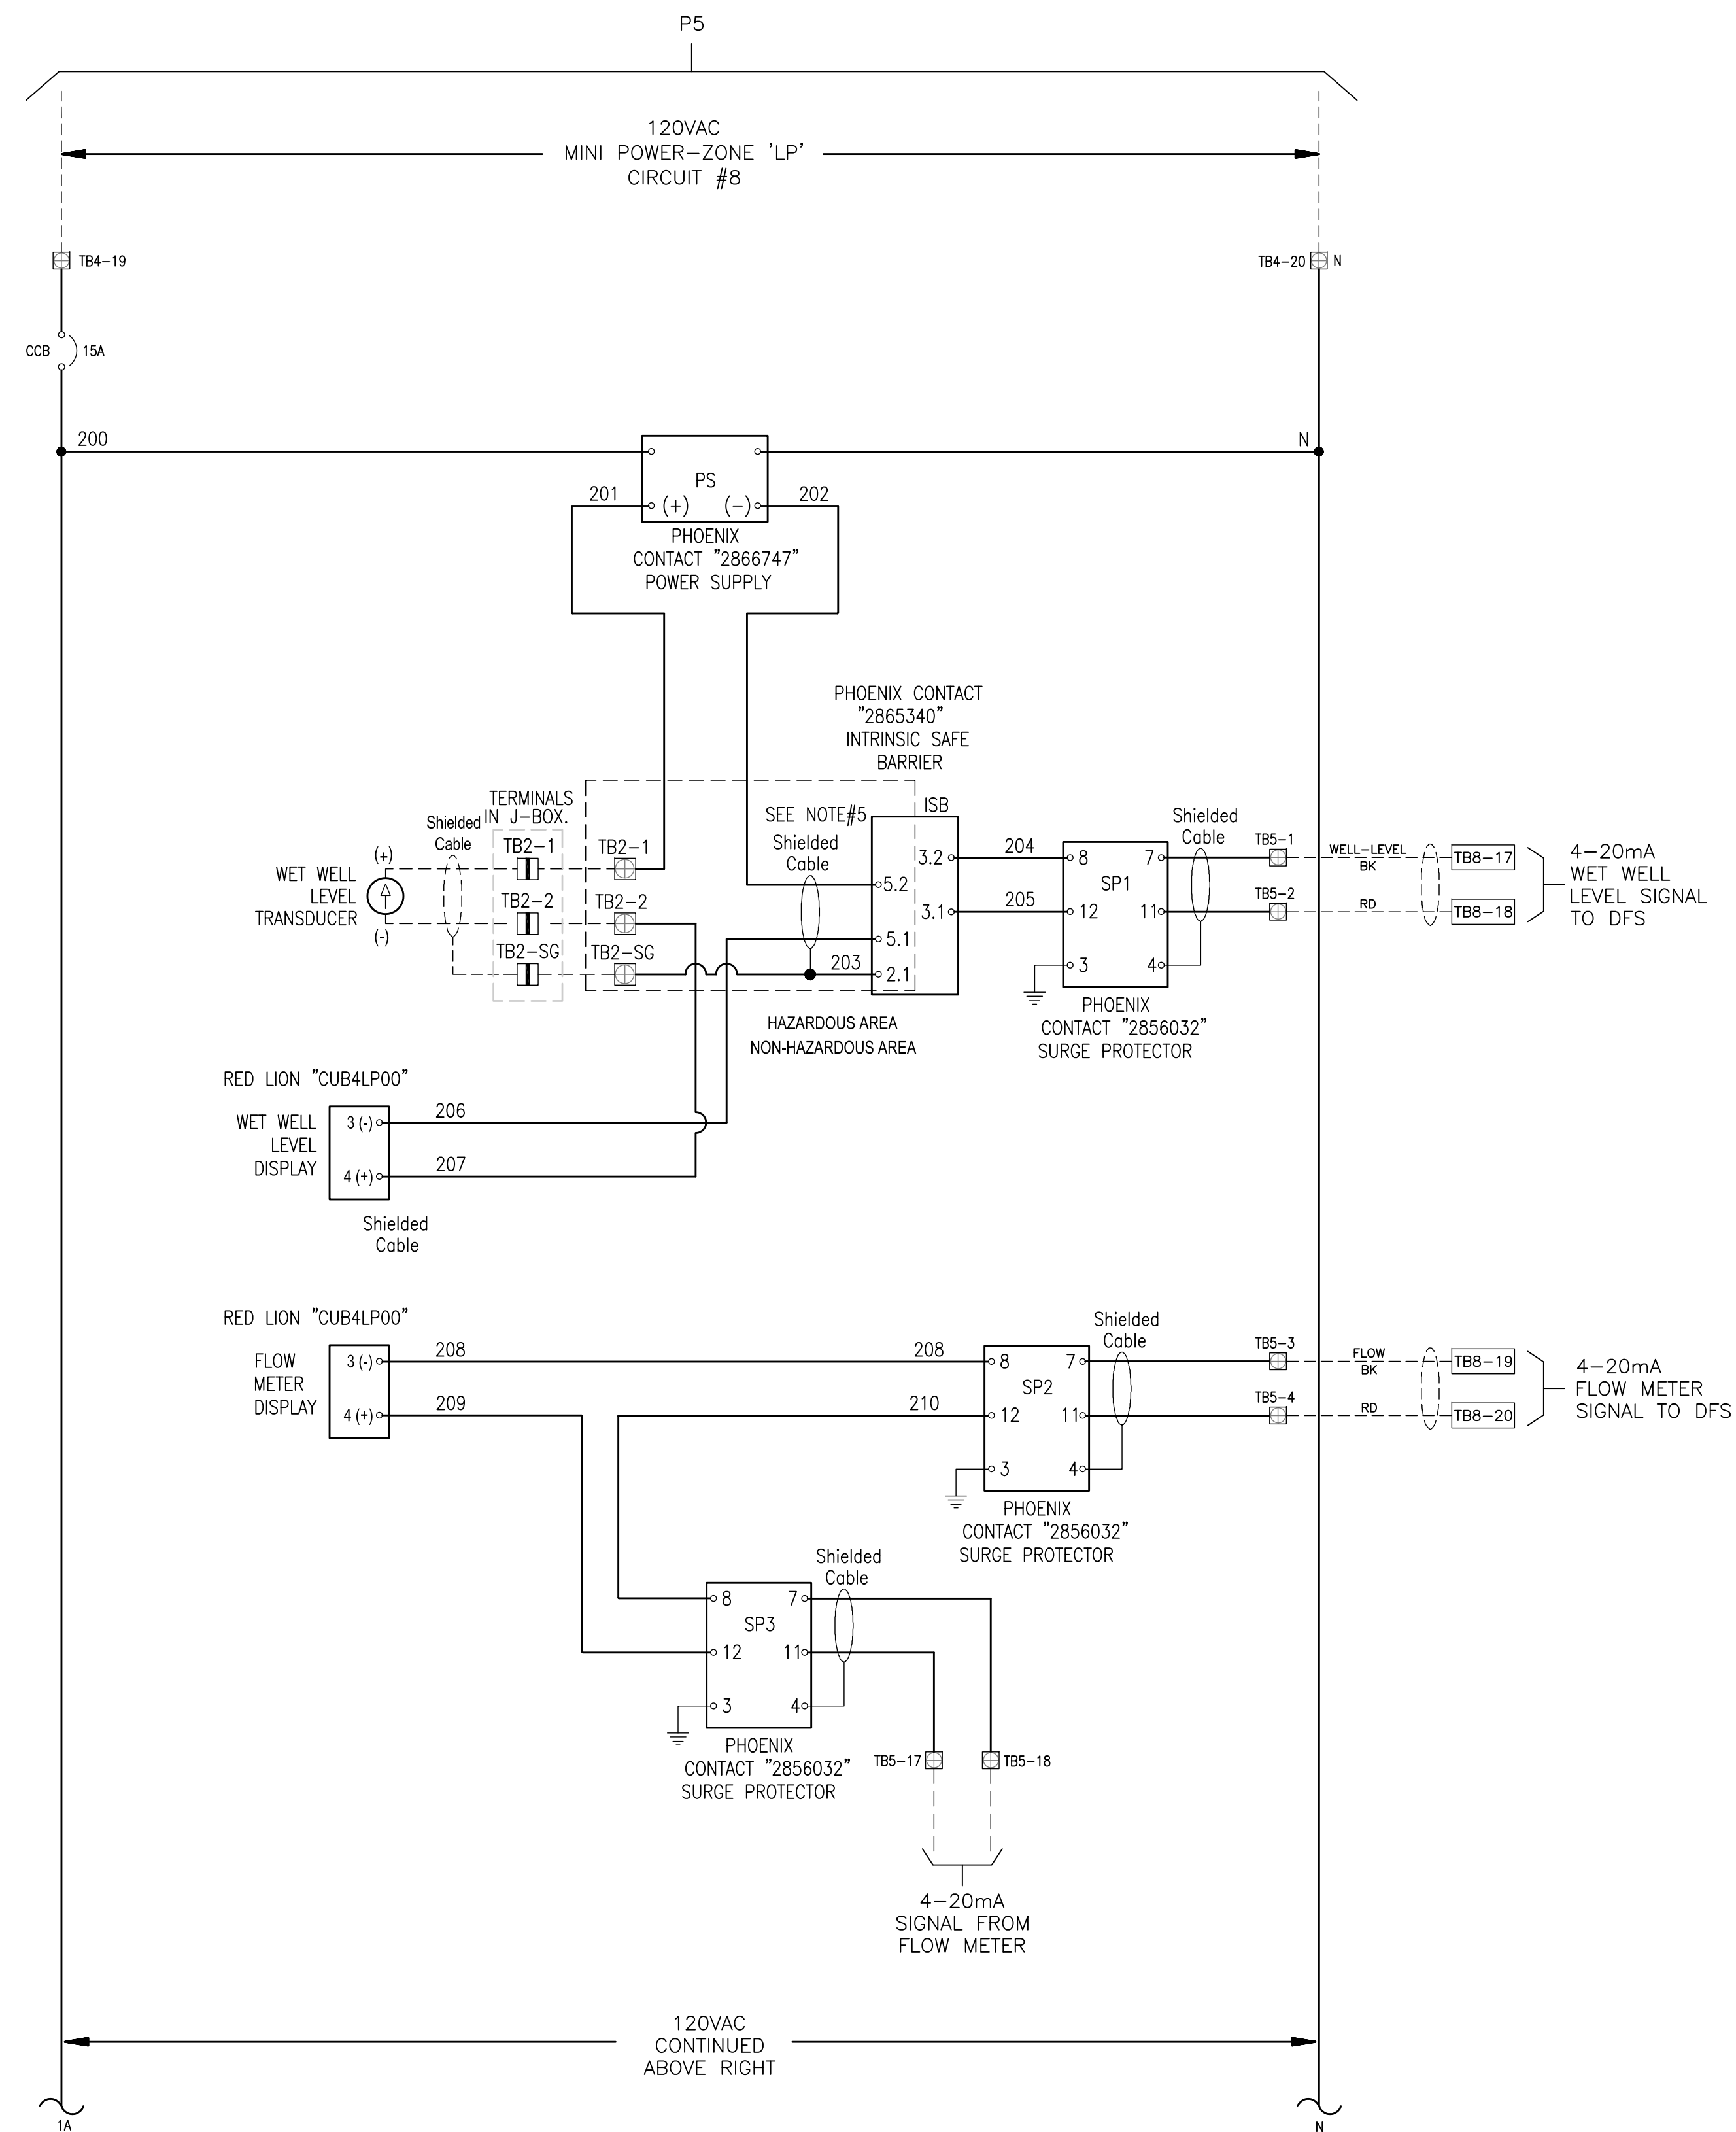 P5
120VAC
MINI POWER-ZONE 'LP'
CIRCUIT #8
TB4-19
TB4-20 N
CCB 15A
200
N
PS
201 (+) (-) 202
PHOENIX
CONTACT "2866747"
POWER SUPPLY
PHOENIX CONTACT
"2865340"
INTRINSIC SAFE
BARRIER
TERMINALS
IN J-BOX.
Shielded
Cable
SEE NOTE#5
Shielded
Cable
ISB
Shielded
Cable
WET WELL
LEVEL
TRANSDUCER
(+)
(-)
TB2-1
TB2-2
TB2-SG
TB2-1
TB2-2
TB2-SG
203
5.2
5.1
2.1
3.2
3.1
204
205
8
12
3
SP1
7
11
4
TB5-1
TB5-2
WELL-LEVEL
BK
RD
TB8-17
TB8-18
4-20mA
WET WELL
LEVEL SIGNAL
TO DFS
HAZARDOUS AREA
NON-HAZARDOUS AREA
PHOENIX
CONTACT "2856032"
SURGE PROTECTOR
RED LION "CUB4LP00"
WET WELL
LEVEL
DISPLAY
3 (-)
4 (+)
206
207
Shielded
Cable
RED LION "CUB4LP00"
FLOW
METER
DISPLAY
3 (-)
4 (+)
208
209
208
210
8
12
3
SP2
7
11
4
Shielded
Cable
TB5-3
TB5-4
FLOW
BK
RD
TB8-19
TB8-20
4-20mA
FLOW METER
SIGNAL TO DFS
PHOENIX
CONTACT "2856032"
SURGE PROTECTOR
Shielded
Cable
8
12
3
SP3
7
11
4
PHOENIX
CONTACT "2856032"
SURGE PROTECTOR
TB5-17
TB5-18
4-20mA
SIGNAL FROM
FLOW METER
120VAC
CONTINUED
ABOVE RIGHT
1A
N